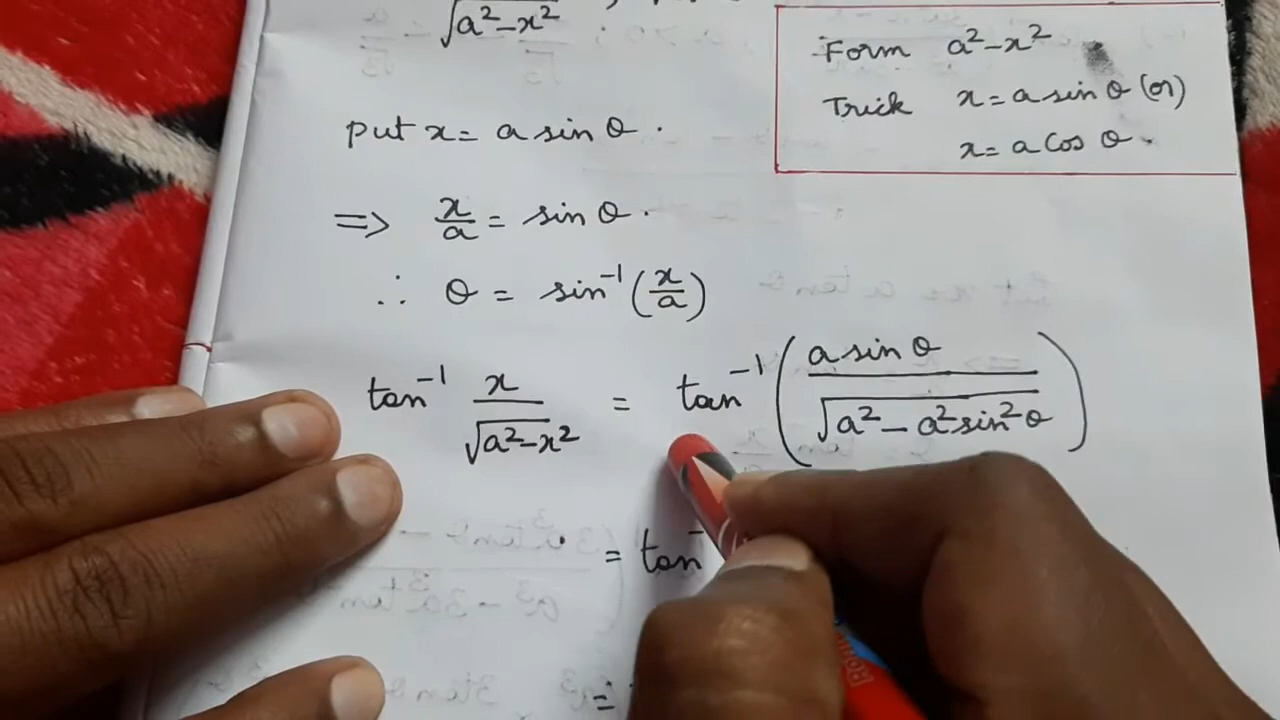 √a²-x²
Form a²-x²
Trick x = a sin θ (or)
x = a cos θ.
put x = a sin θ.
⇒ x/a = sin θ.
∴ θ = sin⁻¹(x/a)
tan⁻¹ x/√a²-x² = tan⁻¹(a sin θ/√a²-a²sin²θ)
= tan⁻
=